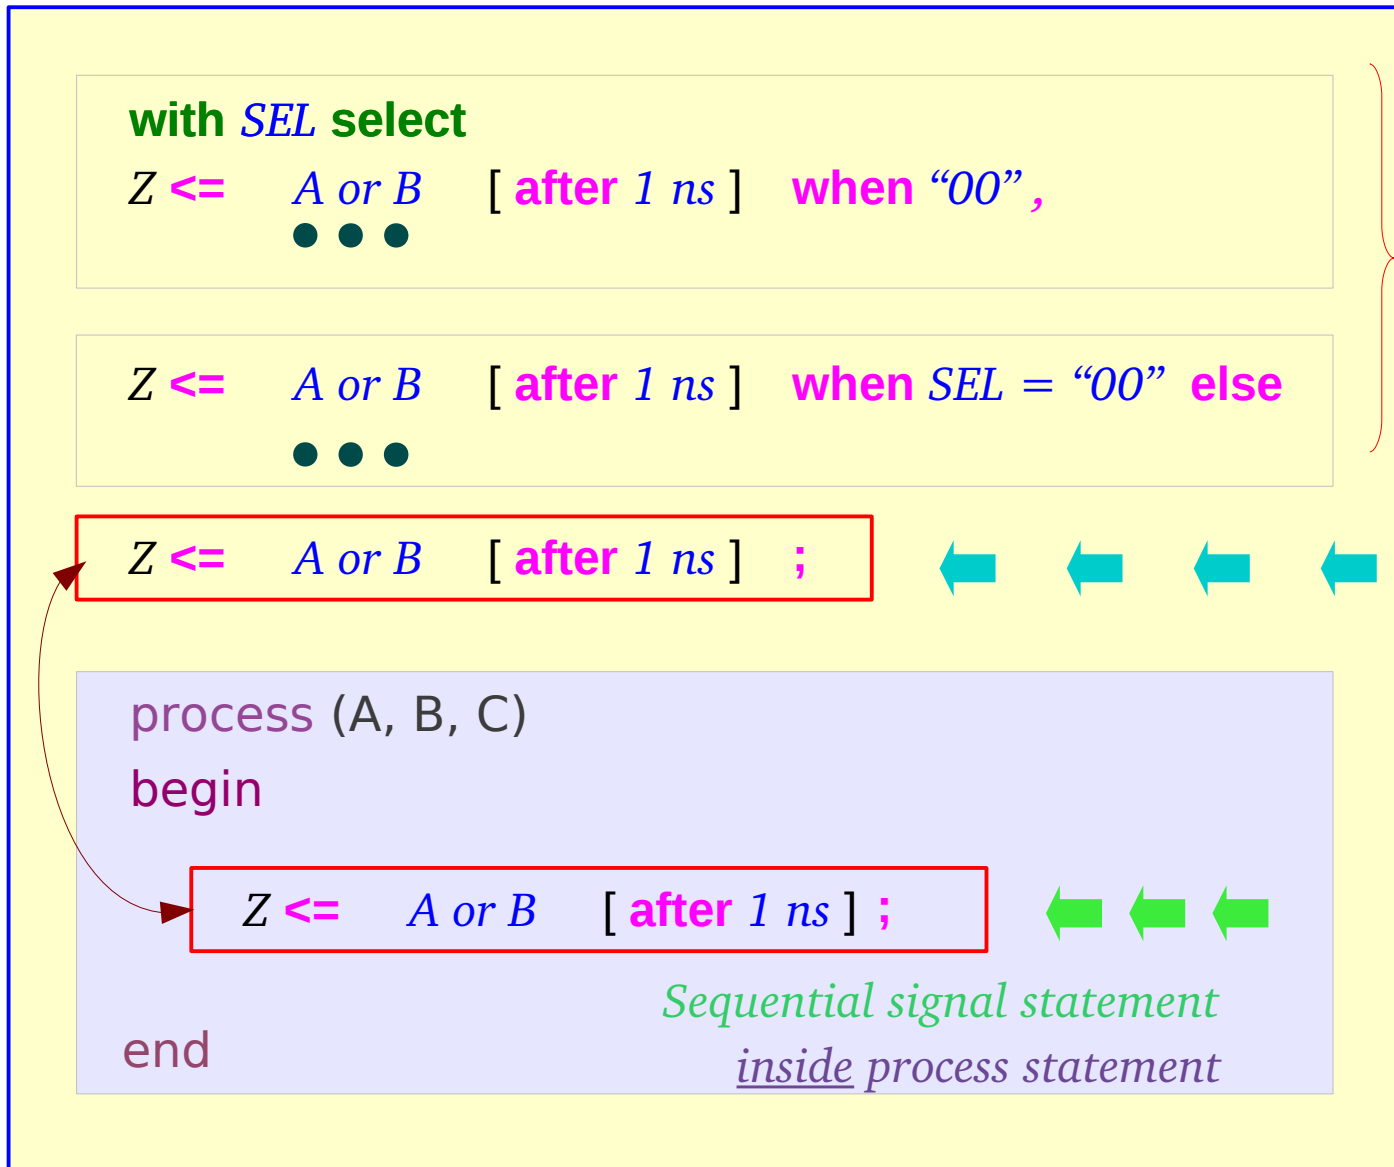 with SEL select
Z <= A or B [ after 1 ns ] when “00” ,
Z <= A or B [ after 1 ns ] when SEL = “00” else
Z <= A or B [ after 1 ns ] ;
process (A, B, C)
begin
Z <= A or B [ after 1 ns ] ;
Sequential signal statement
end
inside process statement